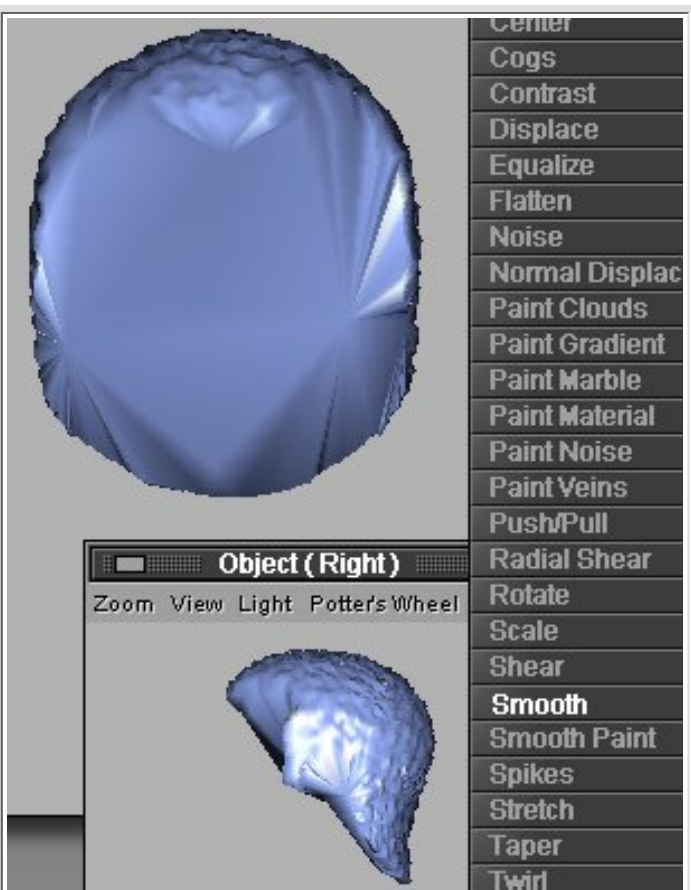 Center
Cogs
Contrast
Displace
Equalize
Flatten
Noise
Normal Displac
Paint Clouds
Paint Gradient
Paint Marble
Paint Material
Paint Noise
Paint Veins
Push/Pull
Radial Shear
Rotate
Scale
Shear
Smooth
Smooth Paint
Spikes
Stretch
Taper
Twirl
Object ( Right )
Zoom View Light Potter's Wheel